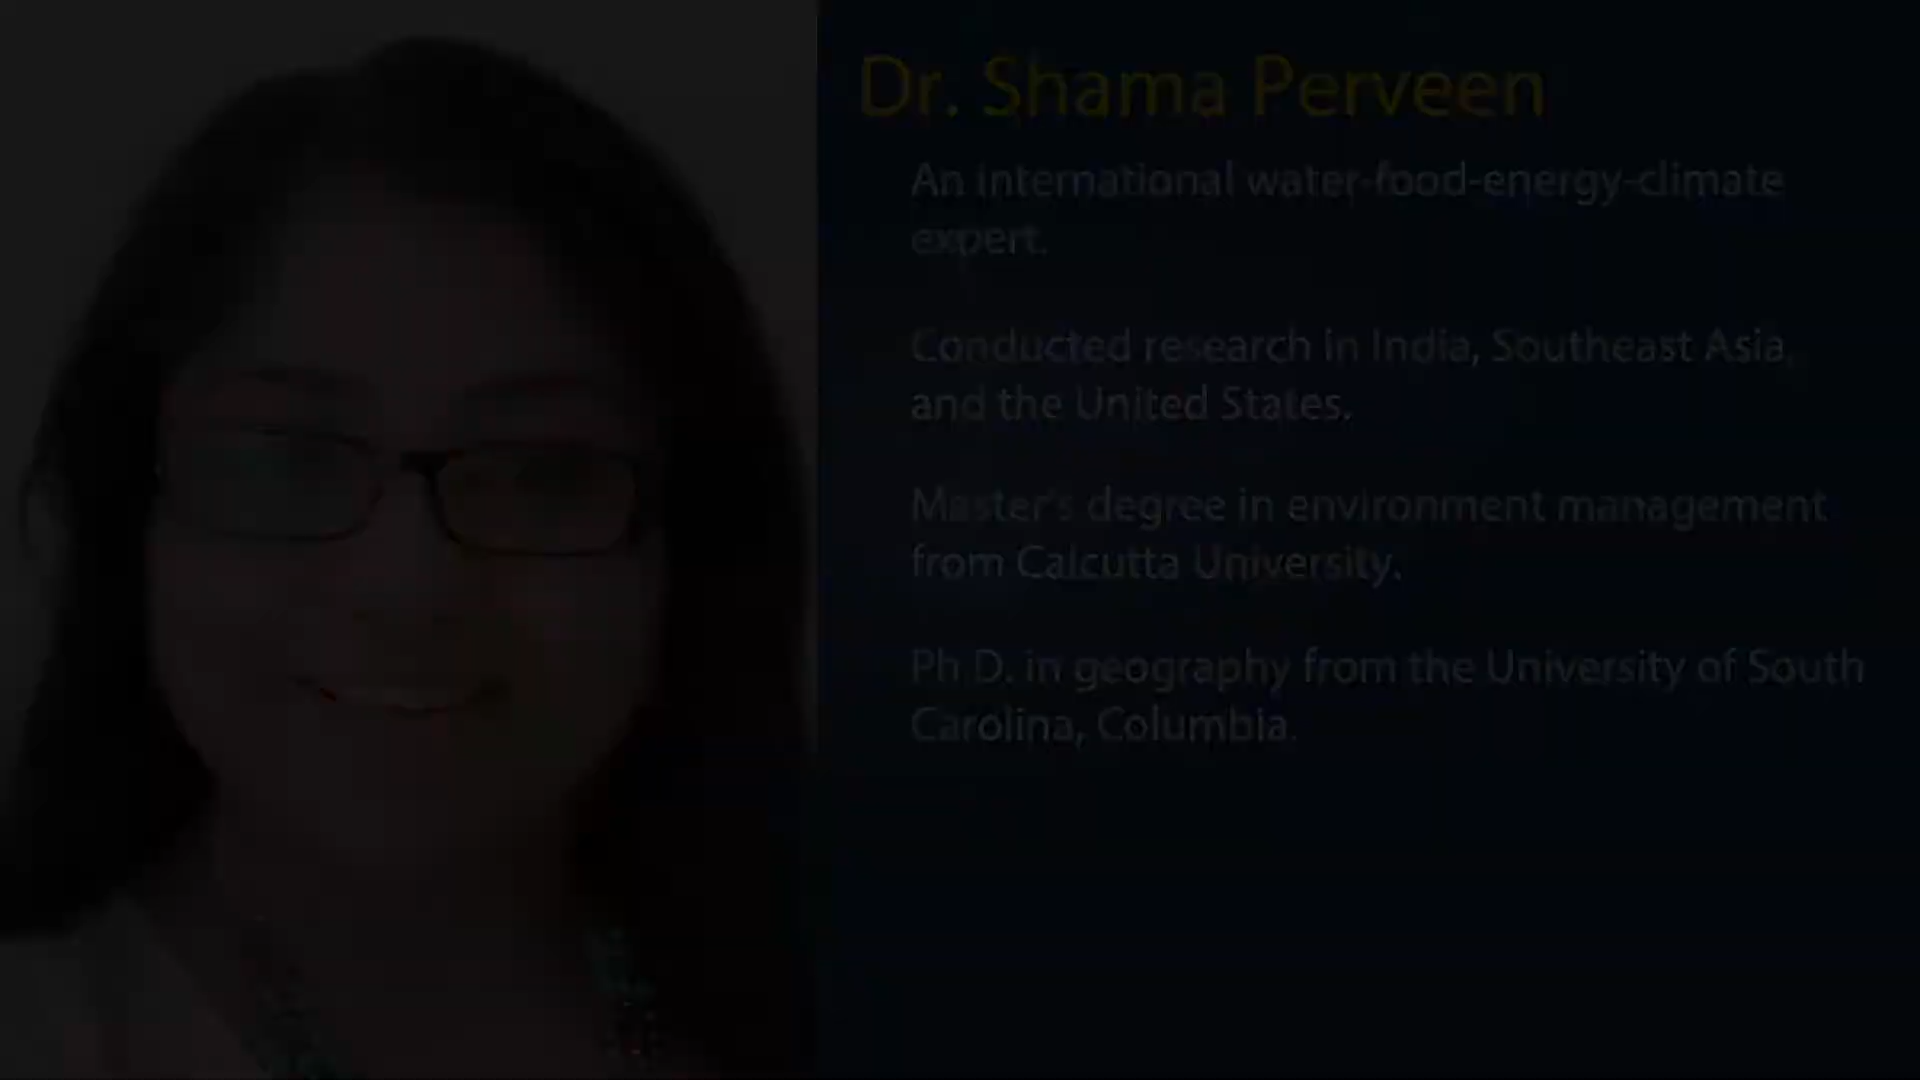 Dr. Shama Perveen
An international water-food-energy-climate
expert.
Conducted research in India, Southeast Asia,
and the United States.
Master's degree in environment management
from Calcutta University.
Ph.D. in geography from the University of South
Carolina, Columbia.